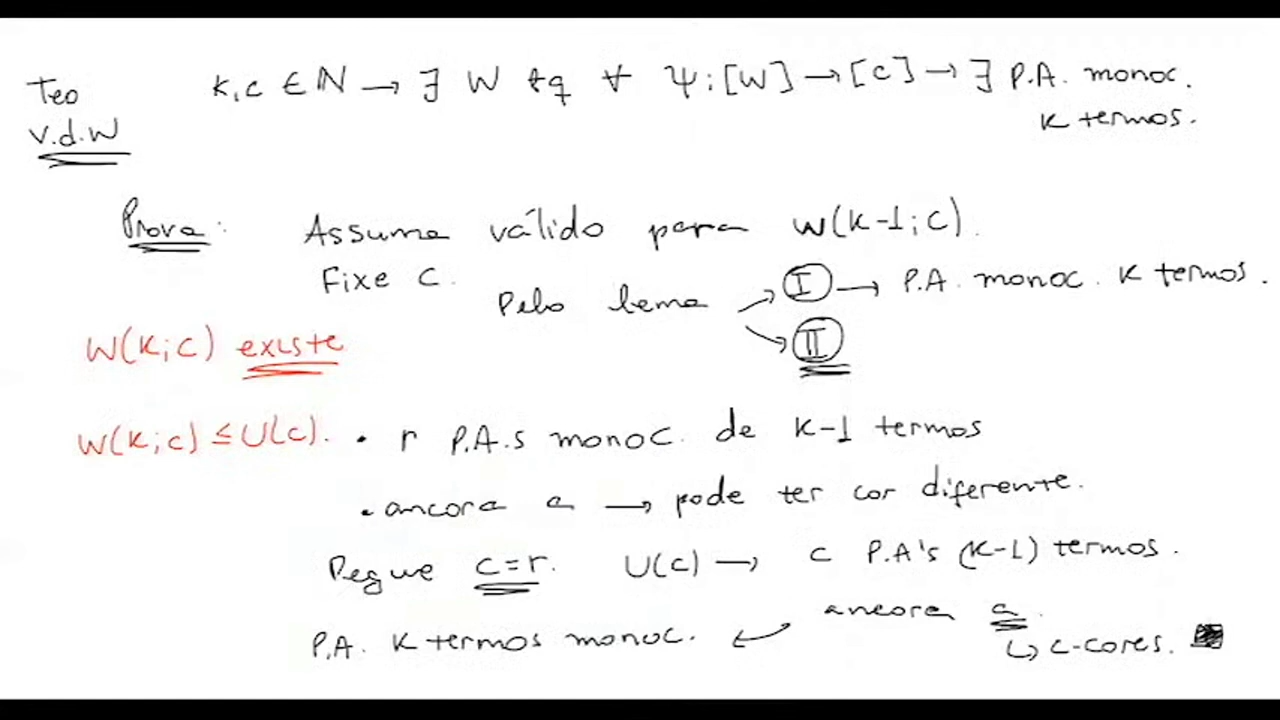 Teo V.d.W
K,C ∈ ℕ → ∃ W tq ∀ Ψ:[W] → [c] → ∃ P.A. monoc.
K termos.
Prova: Assuma válido para W(K-1;C).
Fixe C.
Pelo lema → Ⓘ → P.A. monoc. K termos.
→ II
W(K;C) existe
W(K;C) ≤ U(c).
• r P.A.s monoc. de K-1 termos
• ancora a → pode ter cor diferente.
Pegue c=r. U(c) → c P.A's (K-1) termos.
ancora a.
↳ c-cores.
P.A. K termos monoc. ←